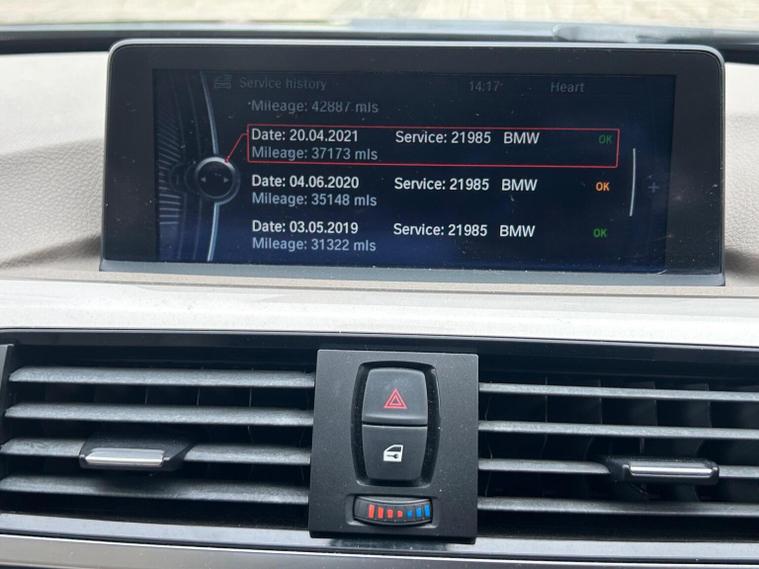 Service history 14:17 Heart
Mileage: 42887 mls
Date: 20.04.2021 Service: 21985 BMW OK
Mileage: 37173 mls
Date: 04.06.2020 Service: 21985 BMW OK
Mileage: 35148 mls
Date: 03.05.2019 Service: 21985 BMW OK
Mileage: 31322 mls